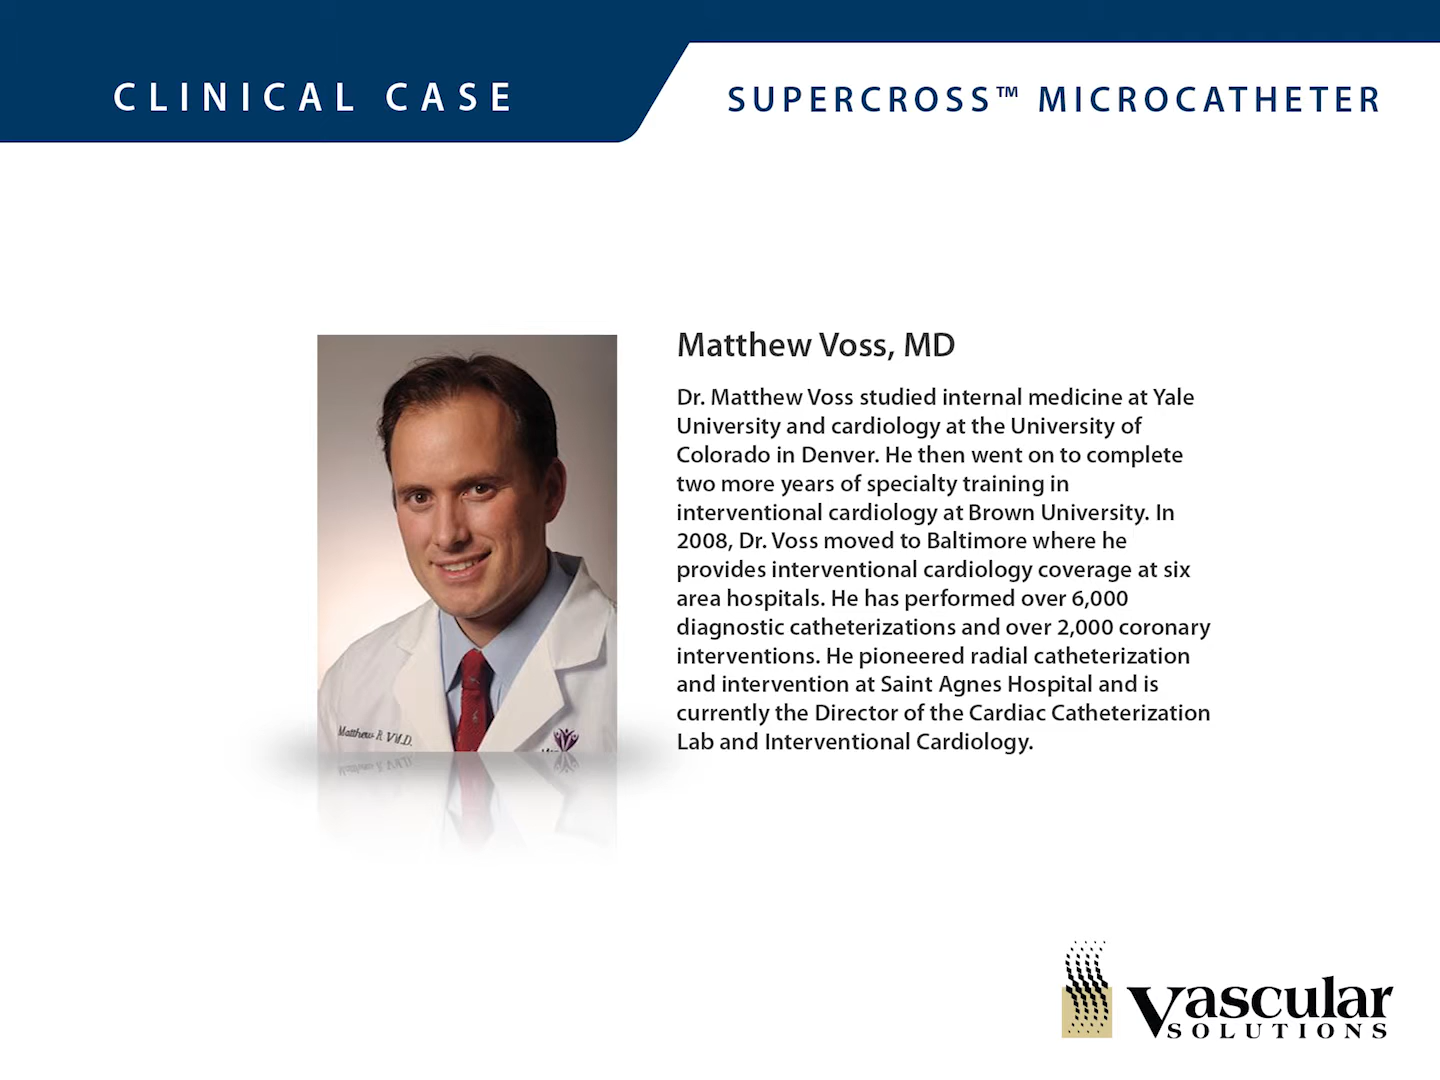 CLINICAL CASE
SUPERCROSS™ MICROCATHETER
Matthew Voss, MD
Dr. Matthew Voss studied internal medicine at Yale
University and cardiology at the University of
Colorado in Denver. He then went on to complete
two more years of specialty training in
interventional cardiology at Brown University. In
2008, Dr. Voss moved to Baltimore where he
provides interventional cardiology coverage at six
area hospitals. He has performed over 6,000
diagnostic catheterizations and over 2,000 coronary
interventions. He pioneered radial catheterization
and intervention at Saint Agnes Hospital and is
currently the Director of the Cardiac Catheterization
Lab and Interventional Cardiology.
Matthew R. V M.D.
Vascular
SOLUTIONS